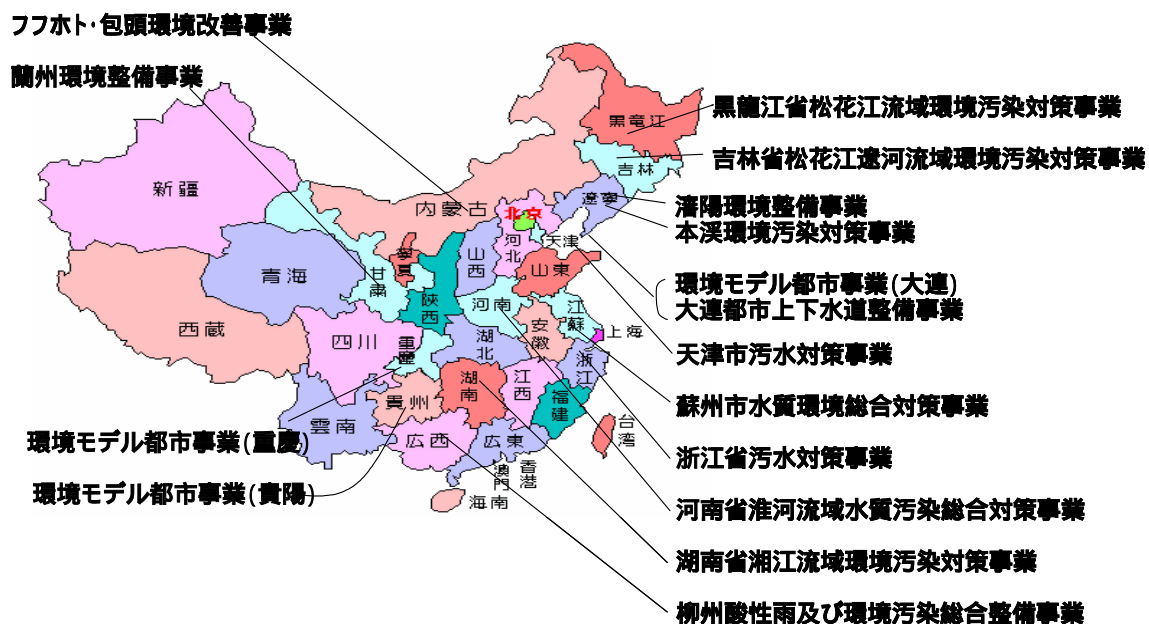 フフホト・包頭環境改善事業
蘭州環境整備事業
黒龍江省松花江流域環境汚染対策事業
黒竜江
吉林省松花江遼河流域環境汚染対策事業
吉林
新疆
遼寧
瀋陽環境整備事業
内蒙古
北京
本渓環境汚染対策事業
天津
河北
山西
寧夏
山東
青海
甘粛
環境モデル都市事業(大連)
大連都市上下水道整備事業
陝西
河南
江蘇
西蔵
安徽
上海
四川
重慶
湖北
天津市汚水対策事業
浙江
湖南
江西
蘇州市水質環境総合対策事業
貴州
福建
雲南
台湾
環境モデル都市事業(重慶)
広西
広東
浙江省汚水対策事業
澳門
香港
環境モデル都市事業(貴陽)
海南
河南省淮河流域水質汚染総合対策事業
湖南省湘江流域環境汚染対策事業
柳州酸性雨及び環境汚染総合整備事業